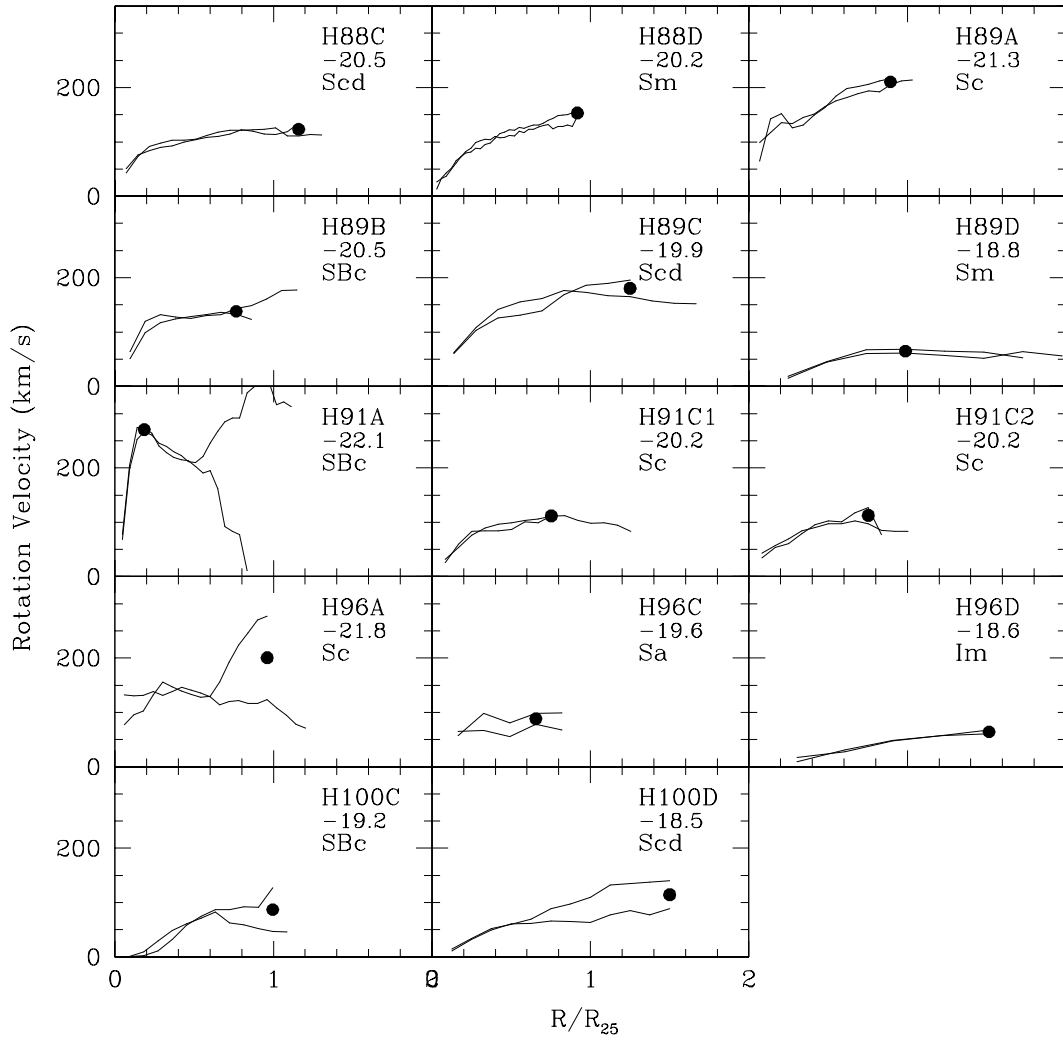 H88C
−20.5
Scd
H88D
−20.2
Sm
H89A
−21.3
Sc
200
0
H89B
−20.5
SBc
H89C
−19.9
Scd
H89D
−18.8
Sm
200
0
H91A
−22.1
SBc
H91C1
−20.2
Sc
H91C2
−20.2
Sc
200
0
H96A
−21.8
Sc
H96C
−19.6
Sa
H96D
−18.6
Im
200
0
H100C
−19.2
SBc
H100D
−18.5
Scd
200
0
Rotation Velocity (km/s)
0 1 0 1 2
R/R25